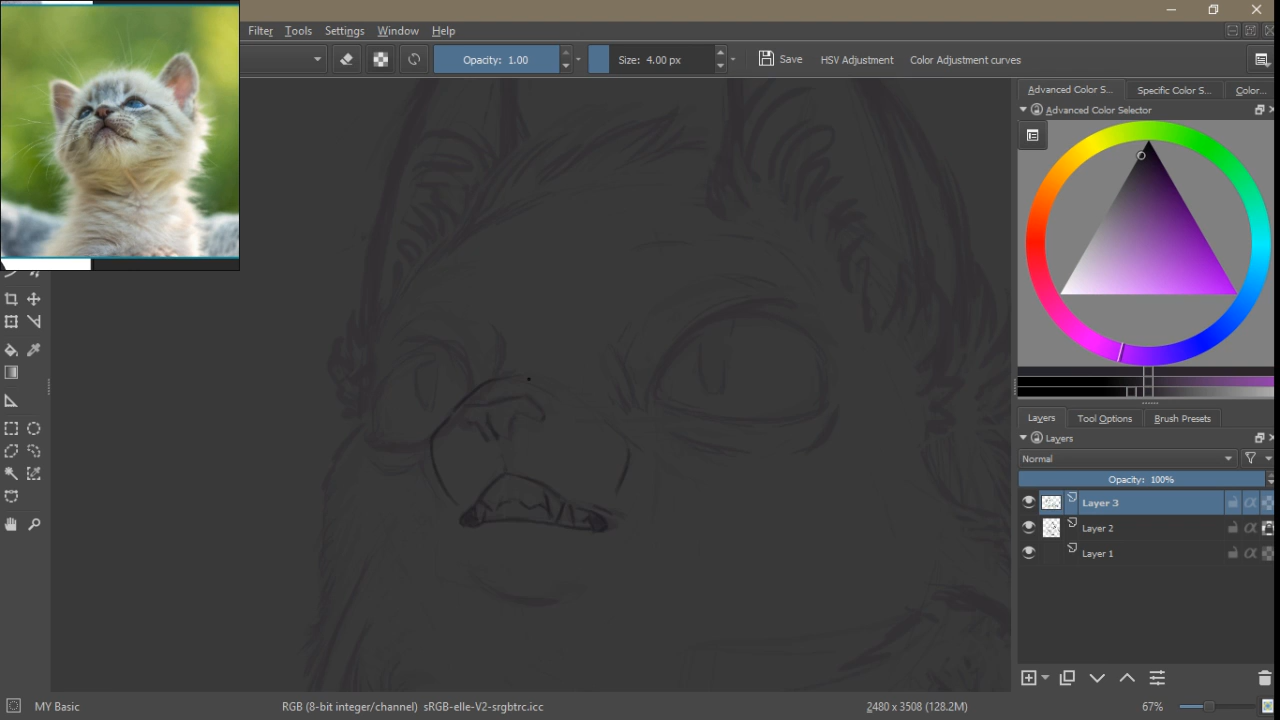 Filter Tools Settings Window Help
Opacity: 1.00 Size: 4.00 px Save HSV Adjustment Color Adjustment curves
Advanced Color S... Specific Color S... Color...
Advanced Color Selector
Layers Tool Options Brush Presets
Layers
Normal
Opacity: 100%
Layer 3
Layer 2
Layer 1
MY Basic RGB (8-bit integer/channel) sRGB-elle-V2-srgbtrc.icc 2480 x 3508 (128.2M) 67%